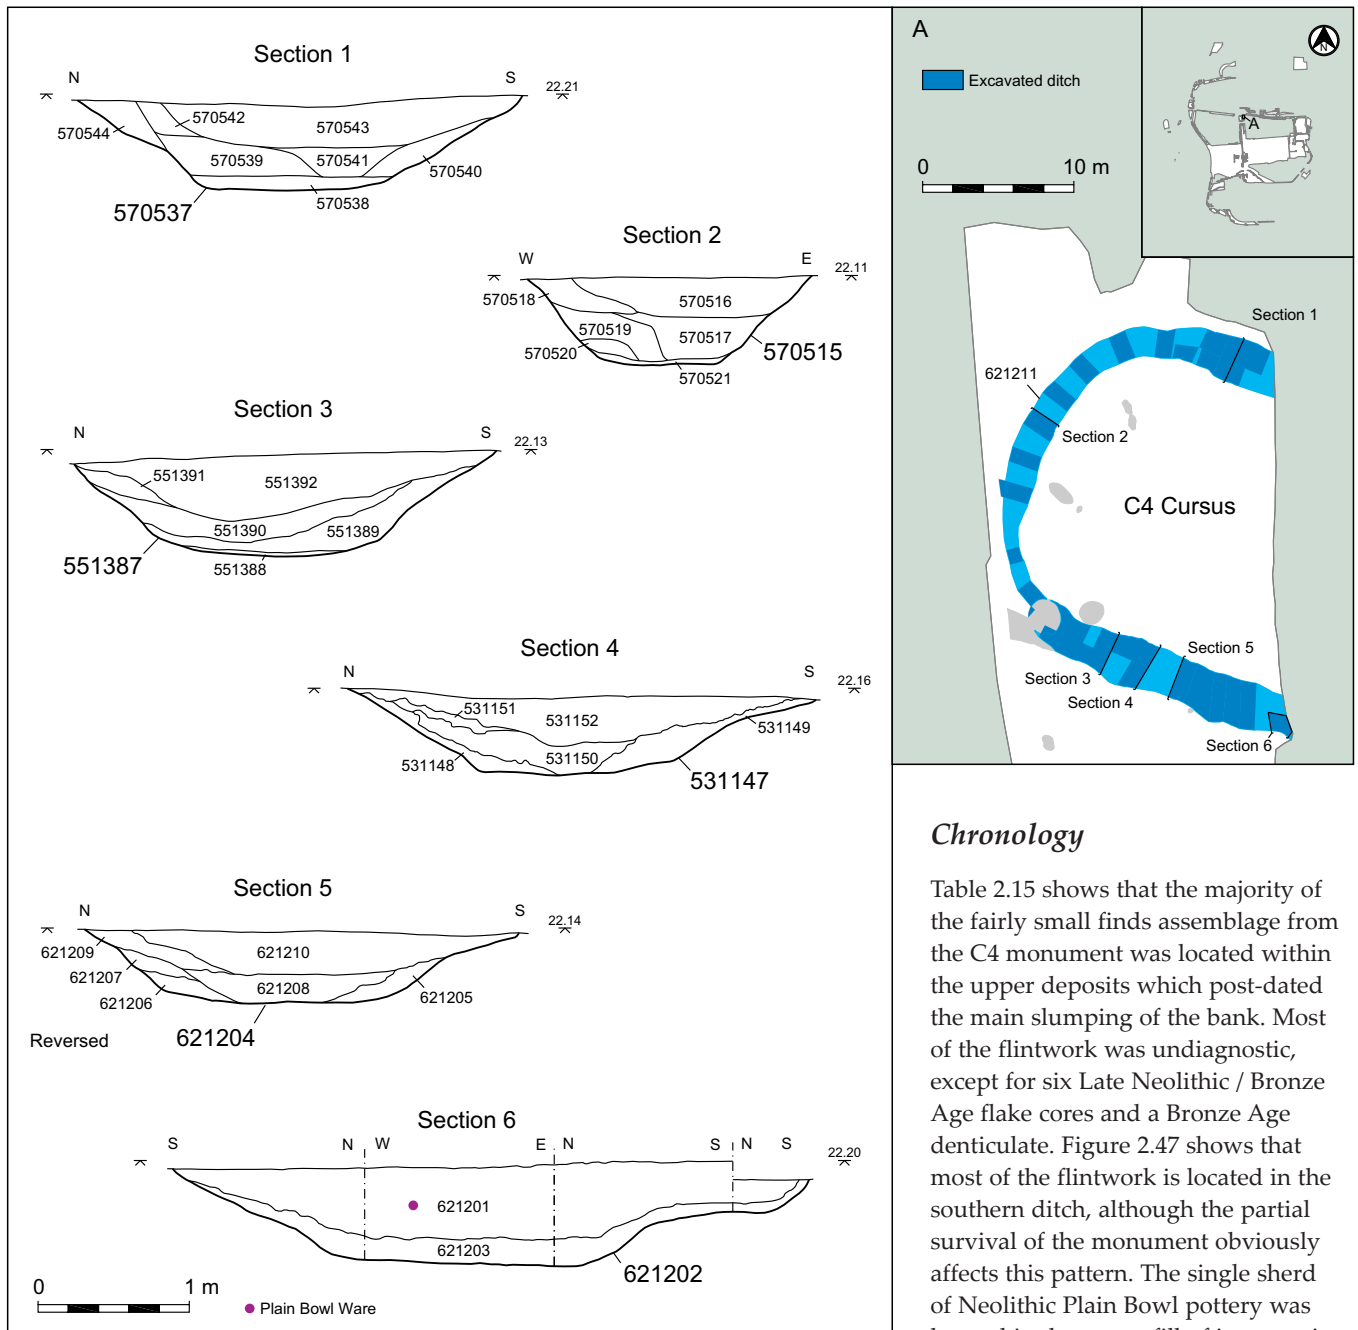 Section 1
N
S
22.21
570542
570543
570544
570539
570541
570540
570538
570537
Section 2
W
E
22.11
570518
570516
570519
570517
570520
570515
570521
Section 3
N
S
22.13
551391
551392
551390
551389
551387
551388
Section 4
N
S
22.16
531151
531152
531149
531150
531148
531147
Section 5
N
S
22.14
621209
621210
621207
621208
621206
621205
Reversed
621204
Section 6
S
N
W
E
N
S
N
S
22.20
621201
621203
621202
0
1 m
Plain Bowl Ware
A
Excavated ditch
0
10 m
N
A
Section 1
621211
Section 2
C4 Cursus
Section 5
Section 3
Section 4
Section 6
Chronology
Table 2.15 shows that the majority of
the fairly small finds assemblage from
the C4 monument was located within
the upper deposits which post-dated
the main slumping of the bank. Most
of the flintwork was undiagnostic,
except for six Late Neolithic / Bronze
Age flake cores and a Bronze Age
denticulate. Figure 2.47 shows that
most of the flintwork is located in the
southern ditch, although the partial
survival of the monument obviously
affects this pattern. The single sherd
of Neolithic Plain Bowl pottery was